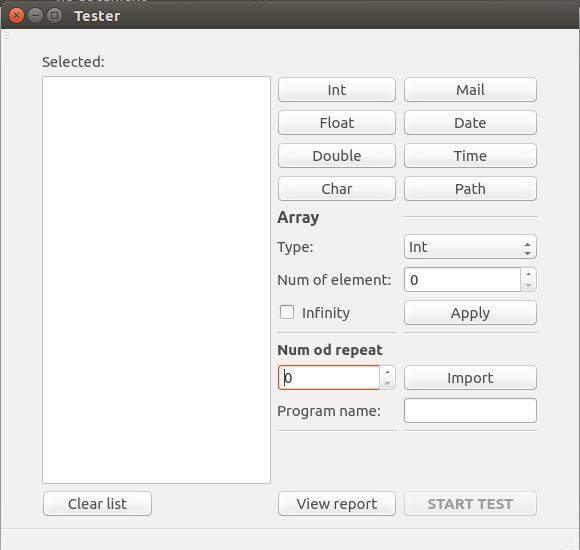 Tester
Selected:
Int Mail
Float Date
Double Time
Char Path
Array
Type: Int
Num of element: 0
Infinity Apply
Num od repeat
0 Import
Program name:
Clear list View report START TEST